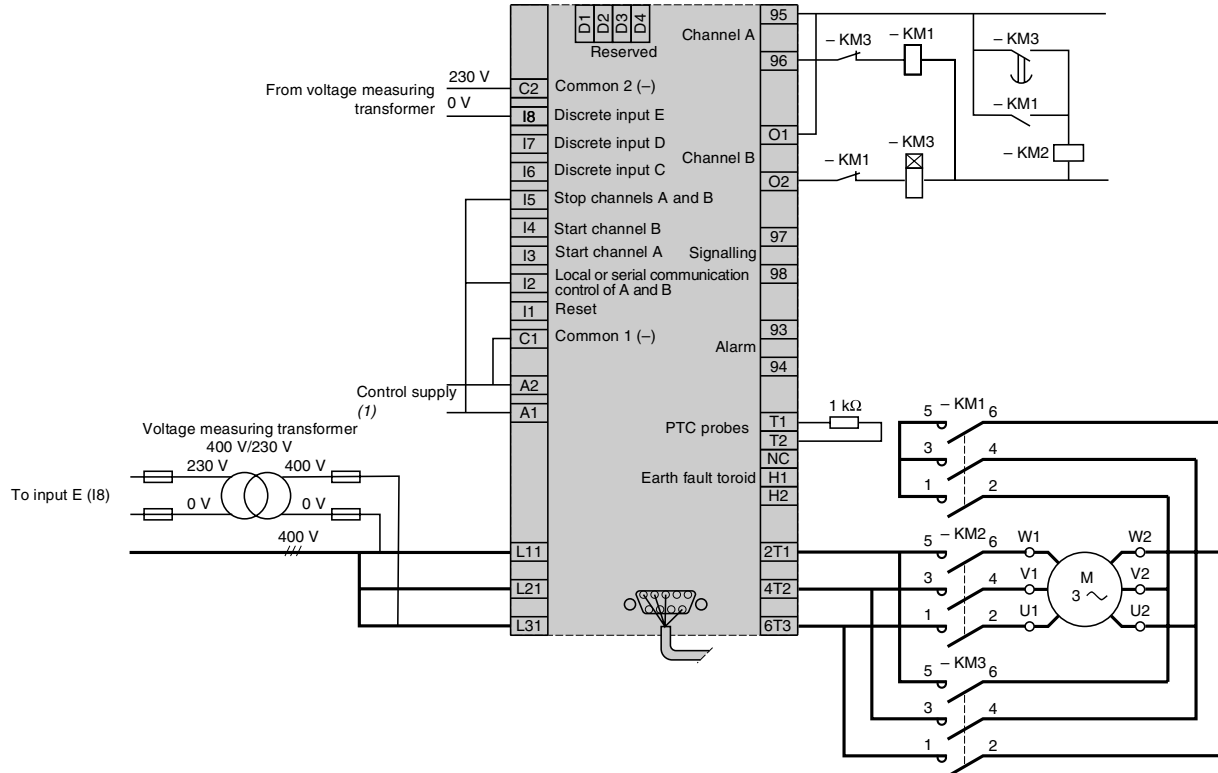 D1
D2
D3
D4
Reserved
Channel A
95
96
– KM3
– KM1
– KM3
– KM1
– KM2
From voltage measuring
transformer
230 V
0 V
C2 Common 2 (–)
I8 Discrete input E
I7 Discrete input D
I6 Discrete input C
I5 Stop channels A and B
I4 Start channel B
I3 Start channel A
I2 Local or serial communication
control of A and B
I1 Reset
C1 Common 1 (–)
A2
A1
Control supply
(1)
O1
Channel B
O2
– KM1
– KM3
97
Signalling
98
93
Alarm
94
T1
PTC probes
T2
1 kΩ
NC
Earth fault toroid
H1
H2
Voltage measuring transformer
400 V/230 V
230 V
400 V
To input E (I8)
0 V
0 V
400 V
L11
L21
L31
2T1
4T2
6T3
5 – KM1 6
3 4
1 2
5 – KM2 6
3 4
1 2
W1
V1
U1
M
3
W2
V2
U2
5 – KM3 6
3 4
1 2